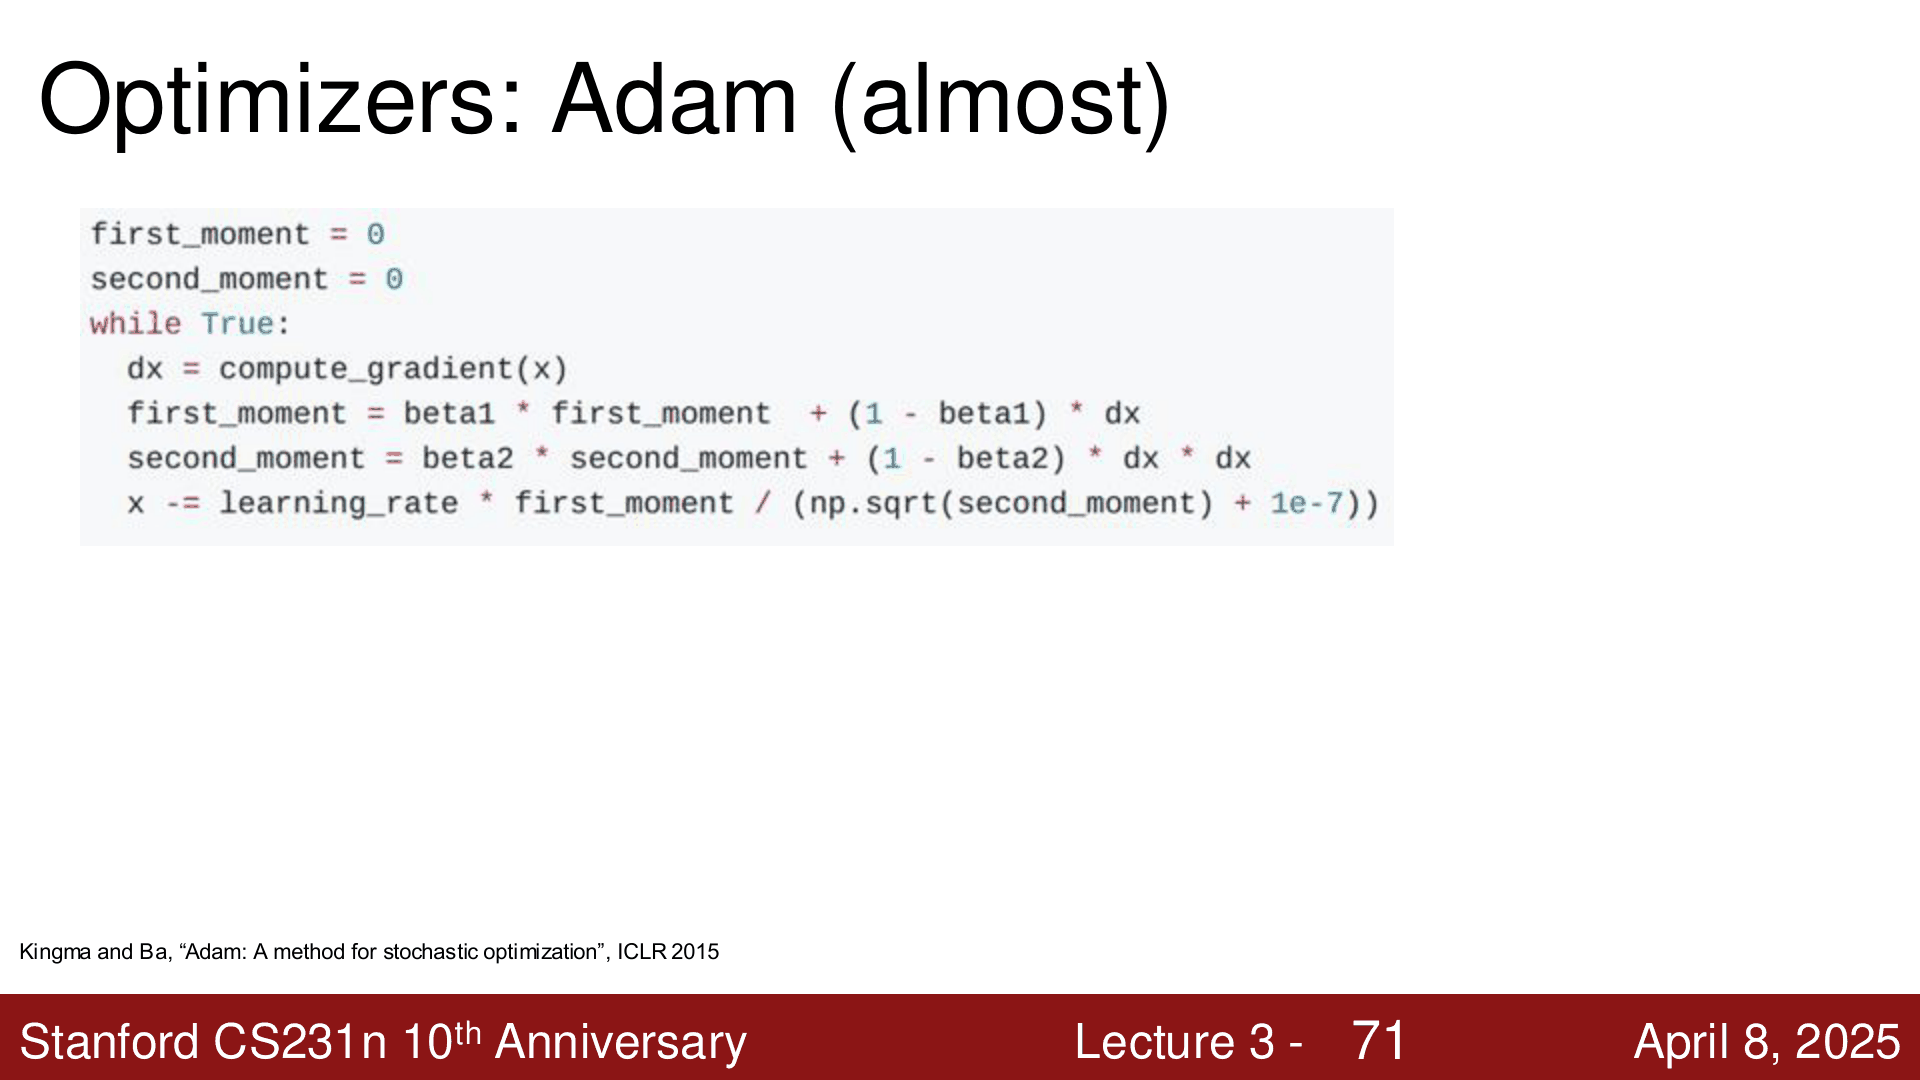 Optimizers: Adam (almost)
first_moment = 0
second_moment = 0
while True:
  dx = compute_gradient(x)
  first_moment = beta1 * first_moment  + (1 - beta1) * dx
  second_moment = beta2 * second_moment + (1 - beta2) * dx * dx
  x -= learning_rate * first_moment / (np.sqrt(second_moment) + 1e-7))
Kingma and Ba, “Adam: A method for stochastic optimization”, ICLR 2015
Stanford CS231n 10th Anniversary Lecture 3 - 71 April 8, 2025